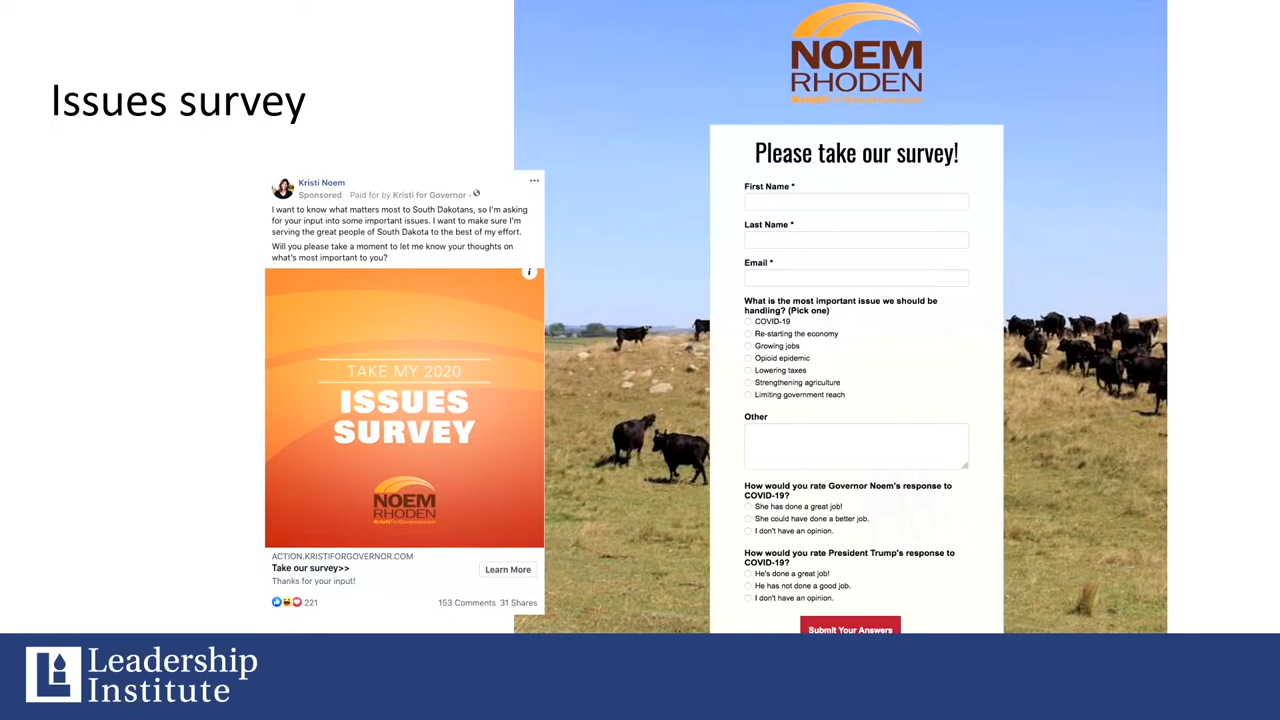 Issues survey
Kristi Noem
Sponsored · Paid for by Kristi for Governor ·
I want to know what matters most to South Dakotans, so I'm asking
for your input into some important issues. I want to make sure I'm
serving the great people of South Dakota to the best of my effort.
Will you please take a moment to let me know your thoughts on
what's most important to you?
TAKE MY 2020
ISSUES
SURVEY
NOEM
RHODEN
KristiForGovernor.com
ACTION.KRISTIFORGOVERNOR.COM
Take our survey>>
Thanks for your input!
Learn More
221
153 Comments 31 Shares
NOEM
RHODEN
KristiForGovernor.com
Please take our survey!
First Name *
Last Name *
Email *
What is the most important issue we should be
handling? (Pick one)
COVID-19
Re-starting the economy
Growing jobs
Opioid epidemic
Lowering taxes
Strengthening agriculture
Limiting government reach
Other
How would you rate Governor Noem's response to
COVID-19?
She has done a great job!
She could have done a better job.
I don't have an opinion.
How would you rate President Trump's response to
COVID-19?
He's done a great job!
He has not done a good job.
I don't have an opinion.
Submit Your Answers
Leadership
Institute